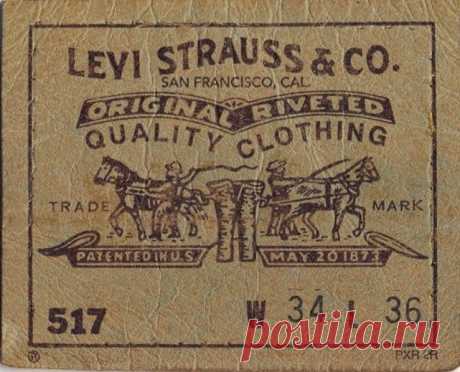 LEVI STRAUSS & CO.
SAN FRANCISCO, CAL.
ORIGINAL RIVETED
QUALITY CLOTHING
TRADE MARK
PATENTED IN U.S. MAY 20 1873
517 W 34 L 36
postila.ru
® PXR 2R